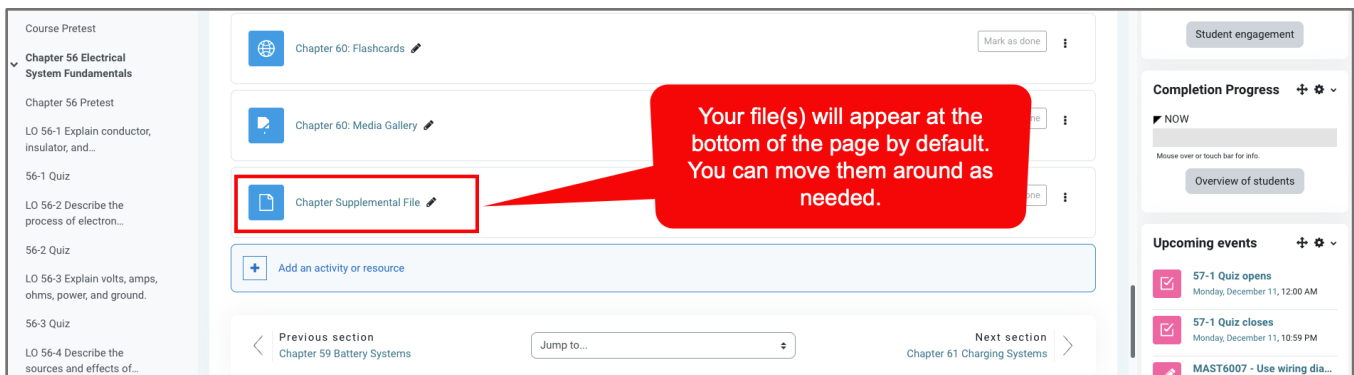 Course Pretest
Chapter 56 Electrical
System Fundamentals
Chapter 56 Pretest
LO 56-1 Explain conductor,
insulator, and…
56-1 Quiz
LO 56-2 Describe the
process of electron…
56-2 Quiz
LO 56-3 Explain volts, amps,
ohms, power, and ground.
56-3 Quiz
LO 56-4 Describe the
sources and effects of…
Chapter 60: Flashcards
Mark as done
Chapter 60: Media Gallery
Your file(s) will appear at the
bottom of the page by default.
You can move them around as
needed.
Chapter Supplemental File
Add an activity or resource
Previous section
Chapter 59 Battery Systems
Jump to...
Next section
Chapter 61 Charging Systems
Student engagement
Completion Progress
NOW
Mouse over or touch bar for info.
Overview of students
Upcoming events
57-1 Quiz opens
Monday, December 11, 12:00 AM
57-1 Quiz closes
Monday, December 11, 10:59 PM
MAST6007 - Use wiring dia...